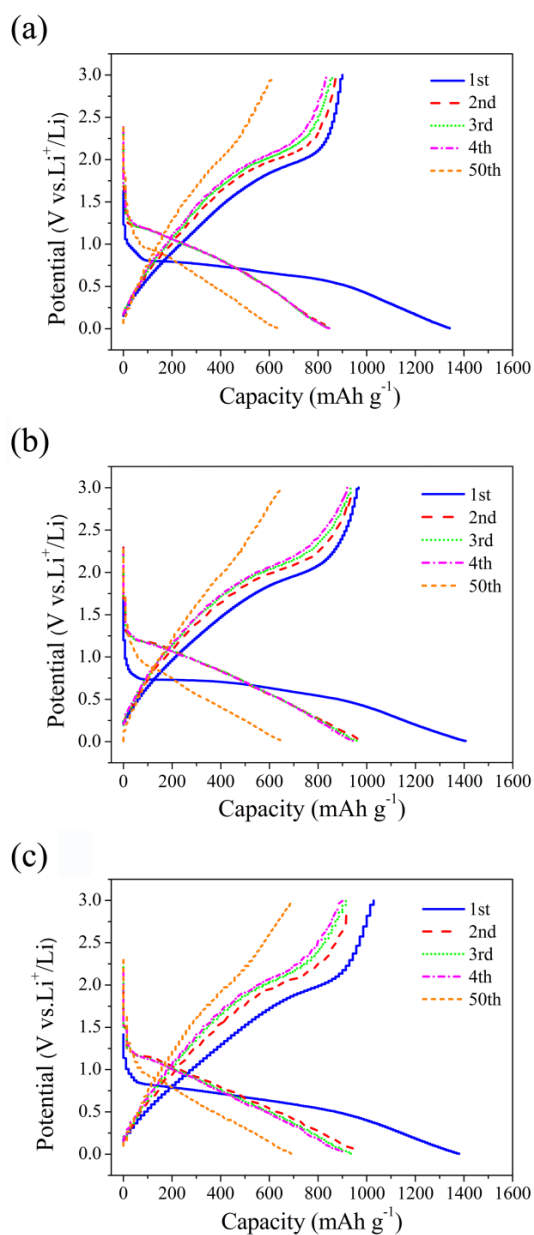 (a)
3.0
2.5
2.0
1.5
1.0
0.5
0.0
Potential (V vs.Li⁺/Li)
1st
2nd
3rd
4th
50th
0 200 400 600 800 1000 1200 1400 1600
Capacity (mAh g⁻¹)
(b)
3.0
2.5
2.0
1.5
1.0
0.5
0.0
Potential (V vs.Li⁺/Li)
1st
2nd
3rd
4th
50th
0 200 400 600 800 1000 1200 1400 1600
Capacity (mAh g⁻¹)
(c)
3.0
2.5
2.0
1.5
1.0
0.5
0.0
Potential (V vs.Li⁺/Li)
1st
2nd
3rd
4th
50th
0 200 400 600 800 1000 1200 1400 1600
Capacity (mAh g⁻¹)